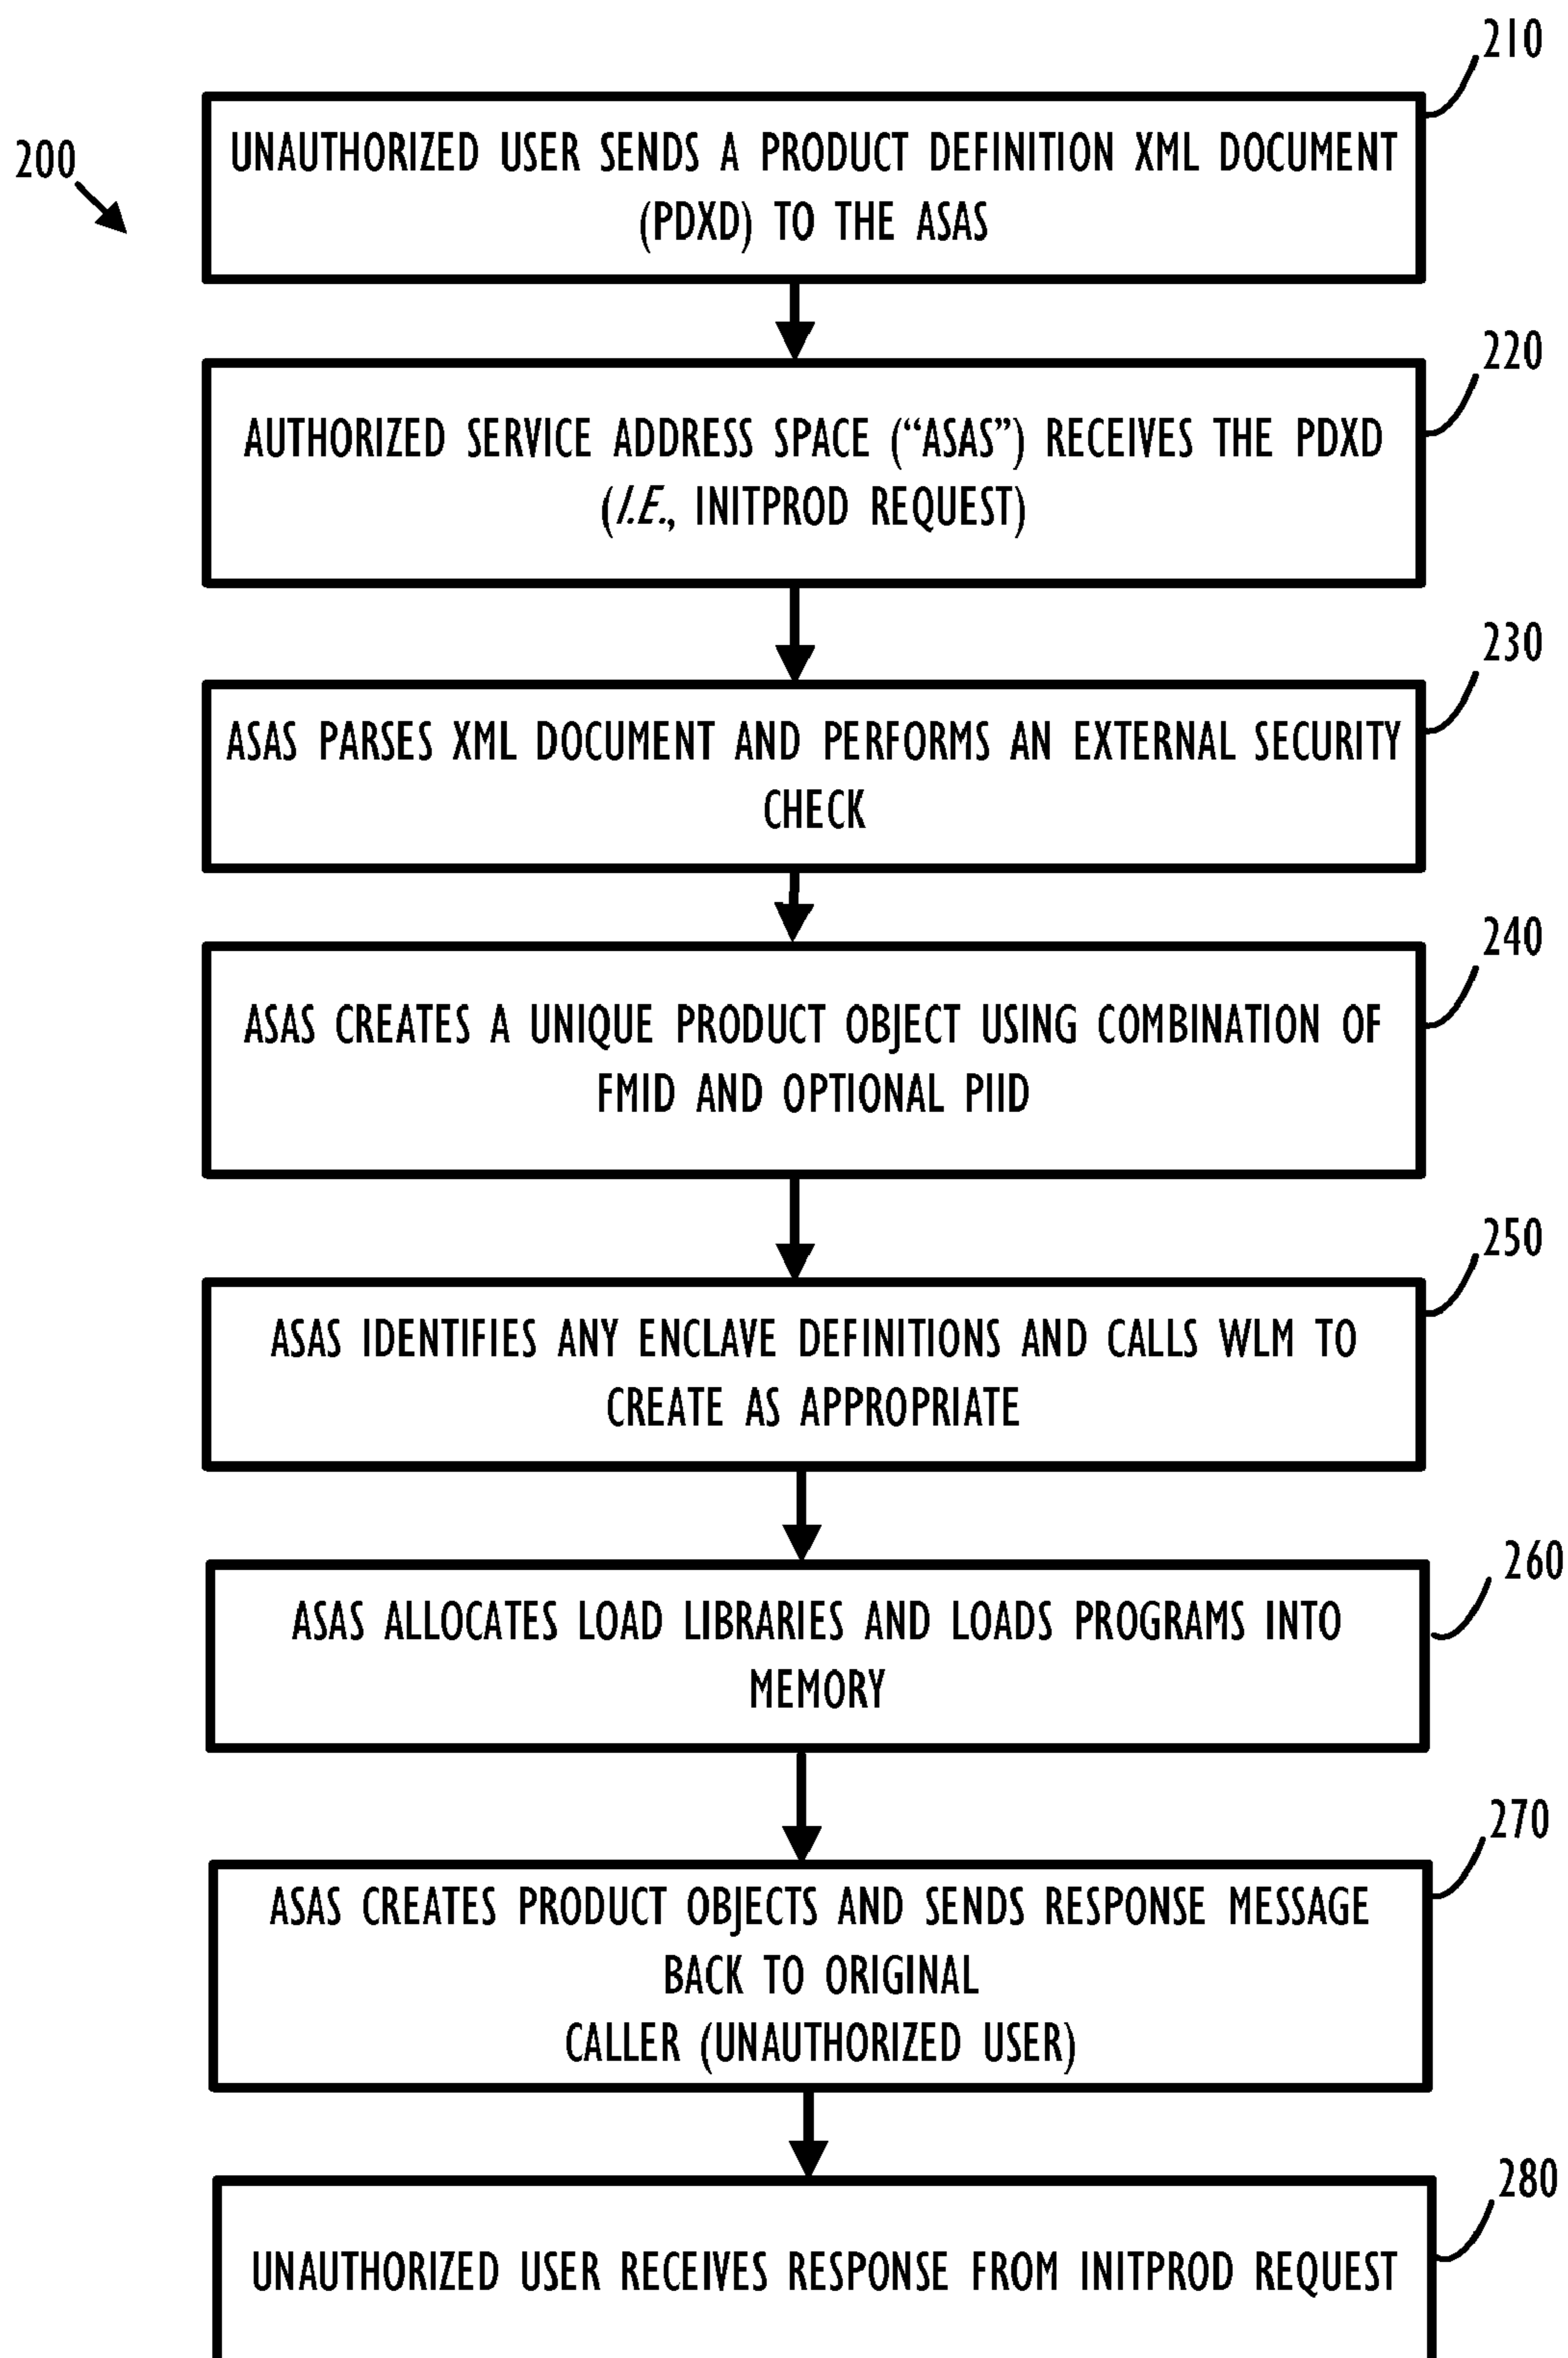 210
200
UNAUTHORIZED USER SENDS A PRODUCT DEFINITION XML DOCUMENT
(PDXD) TO THE ASAS
220
AUTHORIZED SERVICE ADDRESS SPACE (“ASAS”) RECEIVES THE PDXD
(I.E., INITPROD REQUEST)
230
ASAS PARSES XML DOCUMENT AND PERFORMS AN EXTERNAL SECURITY
CHECK
240
ASAS CREATES A UNIQUE PRODUCT OBJECT USING COMBINATION OF
FMID AND OPTIONAL PIID
250
ASAS IDENTIFIES ANY ENCLAVE DEFINITIONS AND CALLS WLM TO
CREATE AS APPROPRIATE
260
ASAS ALLOCATES LOAD LIBRARIES AND LOADS PROGRAMS INTO
MEMORY
270
ASAS CREATES PRODUCT OBJECTS AND SENDS RESPONSE MESSAGE
BACK TO ORIGINAL
CALLER (UNAUTHORIZED USER)
280
UNAUTHORIZED USER RECEIVES RESPONSE FROM INITPROD REQUEST